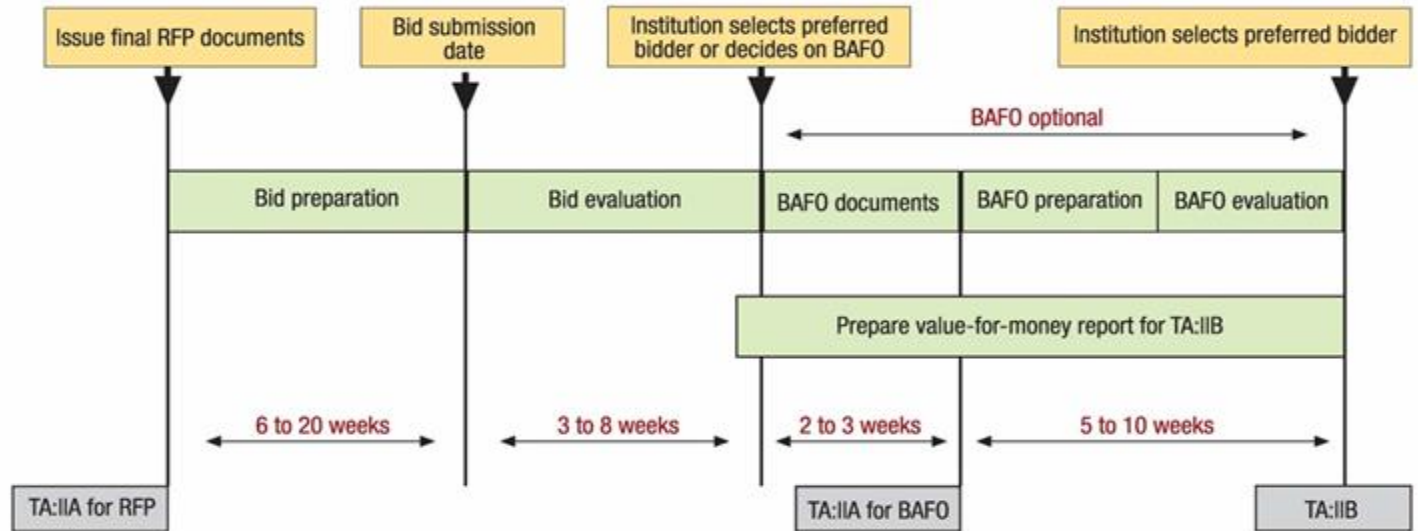 Issue final RFP documents
Bid submission
date
Institution selects preferred
bidder or decides on BAFO
Institution selects preferred bidder
BAFO optional
Bid preparation
Bid evaluation
BAFO documents
BAFO preparation
BAFO evaluation
Prepare value-for-money report for TA:IIB
6 to 20 weeks
3 to 8 weeks
2 to 3 weeks
5 to 10 weeks
TA:IIA for RFP
TA:IIA for BAFO
TA:IIB